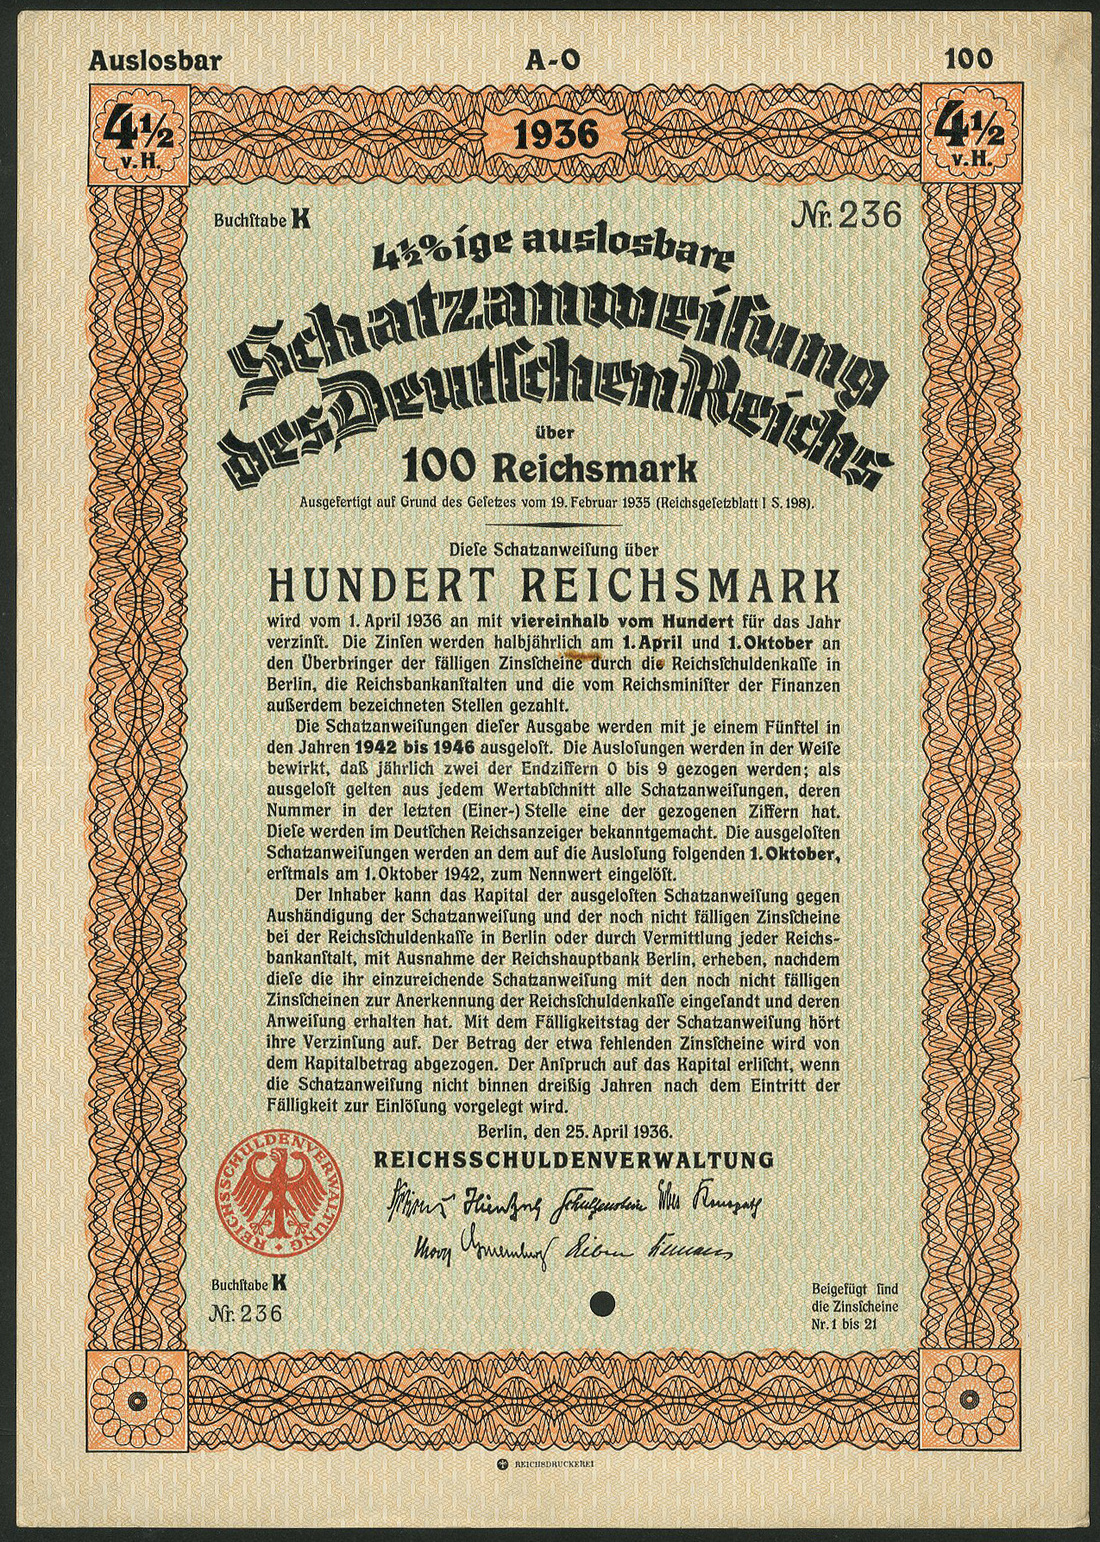 Auslosbar A-O 100
4½ v.H. 1936 4½ v.H.
Buchſtabe K Nr. 236
4½%ige auslosbare
Schatzanweiſung
des Deutſchen Reichs
über
100 Reichsmark
Ausgefertigt auf Grund des Geſetzes vom 19. Februar 1935 (Reichsgeſetzblatt I S. 198).
Dieſe Schatzanweiſung über
HUNDERT REICHSMARK
wird vom 1. April 1936 an mit viereinhalb vom Hundert für das Jahr
verzinſt. Die Zinſen werden halbjährlich am 1. April und 1. Oktober an
den Überbringer der fälligen Zinsſcheine durch die Reichsſchuldenkaſſe in
Berlin, die Reichsbankanſtalten und die vom Reichsminiſter der Finanzen
außerdem bezeichneten Stellen gezahlt.
Die Schatzanweiſungen dieſer Ausgabe werden mit je einem Fünftel in
den Jahren 1942 bis 1946 ausgeloſt. Die Ausloſungen werden in der Weiſe
bewirkt, daß jährlich zwei der Endziffern 0 bis 9 gezogen werden; als
ausgeloſt gelten aus jedem Wertabſchnitt alle Schatzanweiſungen, deren
Nummer in der letzten (Einer-) Stelle eine der gezogenen Ziffern hat.
Dieſe werden im Deutſchen Reichsanzeiger bekanntgemacht. Die ausgeloſten
Schatzanweiſungen werden an dem auf die Ausloſung folgenden 1. Oktober,
erſtmals am 1. Oktober 1942, zum Nennwert eingelöſt.
Der Inhaber kann das Kapital der ausgeloſten Schatzanweiſung gegen
Aushändigung der Schatzanweiſung und der noch nicht fälligen Zinsſcheine
bei der Reichsſchuldenkaſſe in Berlin oder durch Vermittlung jeder Reichs-
bankanſtalt, mit Ausnahme der Reichshauptbank Berlin, erheben, nachdem
dieſe die ihr einzureichende Schatzanweiſung mit den noch nicht fälligen
Zinsſcheinen zur Anerkennung der Reichsſchuldenkaſſe eingeſandt und deren
Anweiſung erhalten hat. Mit dem Fälligkeitstag der Schatzanweiſung hört
ihre Verzinſung auf. Der Betrag der etwa fehlenden Zinsſcheine wird von
dem Kapitalbetrag abgezogen. Der Anſpruch auf das Kapital erliſcht, wenn
die Schatzanweiſung nicht binnen dreißig Jahren nach dem Eintritt der
Fälligkeit zur Einlöſung vorgelegt wird.
Berlin, den 25. April 1936.
REICHSSCHULDENVERWALTUNG
REICHSSCHULDENVERWALTUNG
Buchſtabe K
Nr. 236
Beigefügt ſind
die Zinsſcheine
Nr. 1 bis 21
REICHSDRUCKEREI